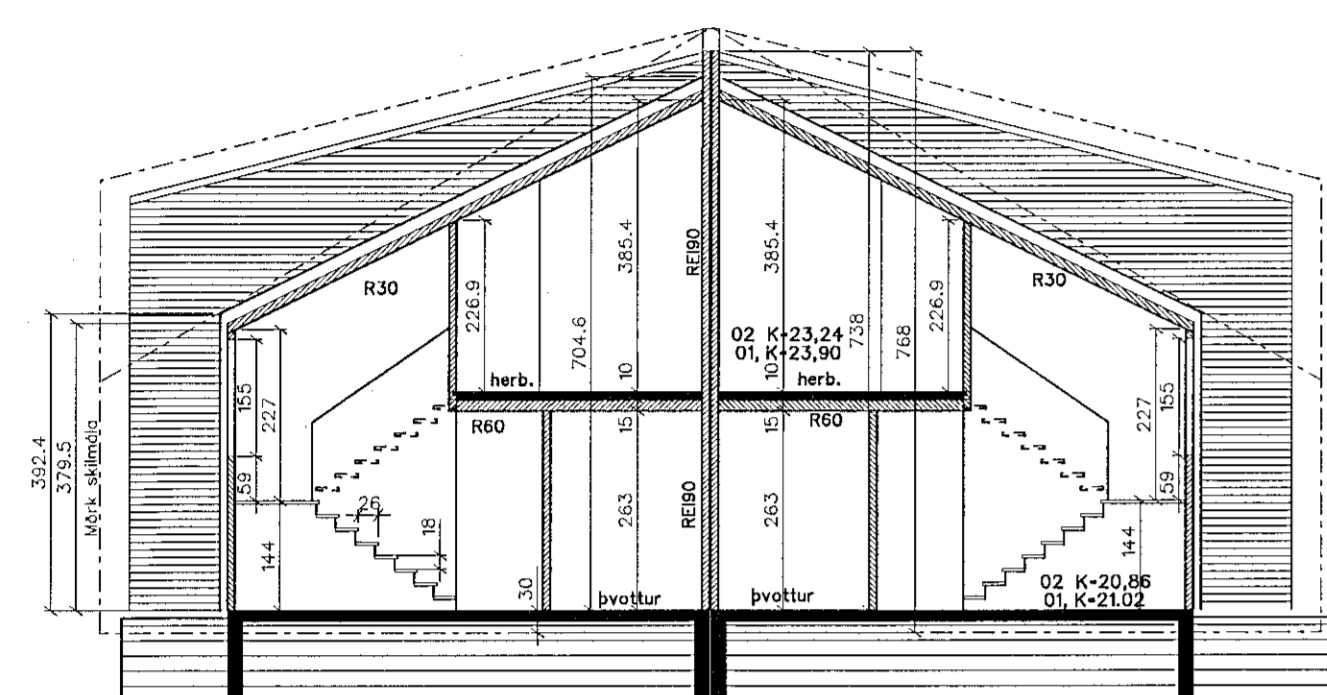 R30
226.9
385.4
REI90
385.4
226.9
R30
704.6
02 K=23,24
01, K=23,90
738
768
herb.
10
10
herb.
155
227
59
R60
15
15
R60
227
155
59
392.4
379.5
Mörk skilmála
26
18
144
263
REI90
263
144
30
þvottur
þvottur
02 K=20,86
01, K=21.02